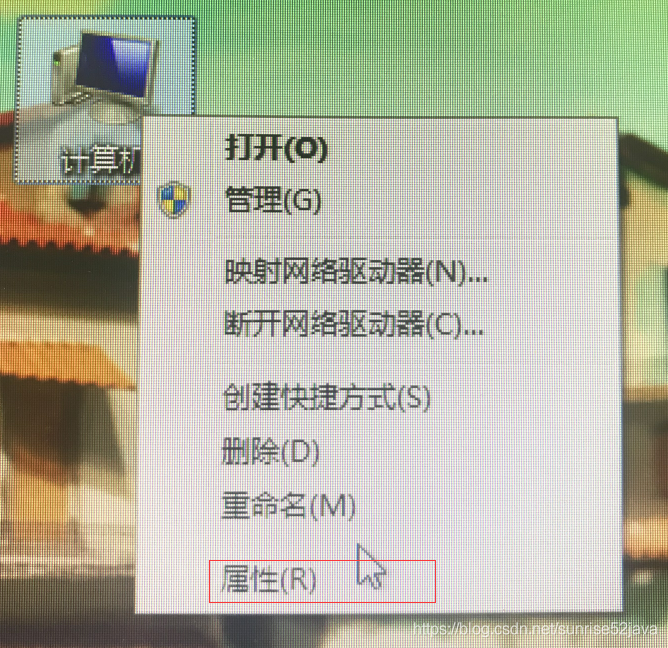 计算机
打开(O)
管理(G)
映射网络驱动器(N)...
断开网络驱动器(C)...
创建快捷方式(S)
删除(D)
重命名(M)
属性(R)
https://blog.csdn.net/sunrise52java